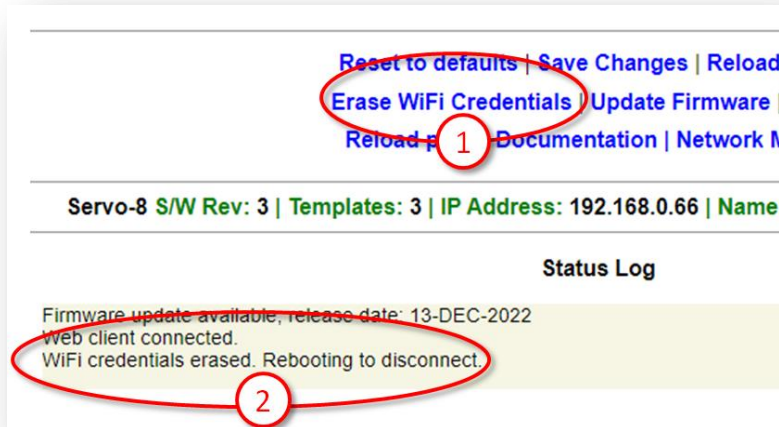 Reset to defaults | Save Changes | Reload
Erase WiFi Credentials | Update Firmware |
Reload Documentation | Network
1
Servo-8 S/W Rev: 3 | Templates: 3 | IP Address: 192.168.0.66 | Name
Status Log
Firmware update available, release date: 13-DEC-2022
Web client connected.
WiFi credentials erased. Rebooting to disconnect.
2